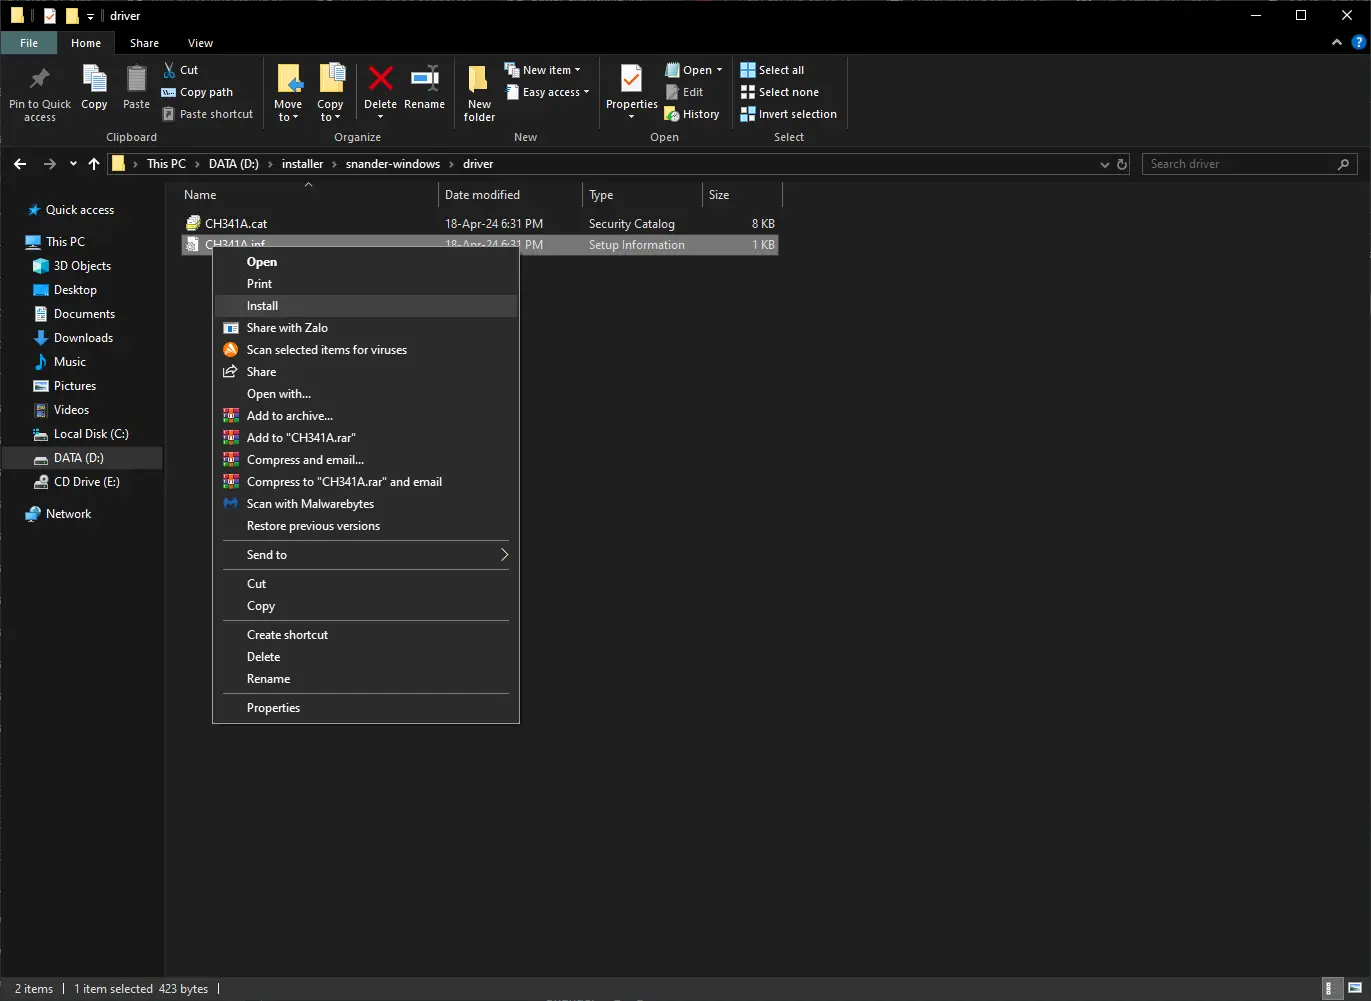 driver
File Home Share View
Pin to Quick access
Copy
Paste
Cut
Copy path
Paste shortcut
Clipboard
Move to
Copy to
Delete
Rename
Organize
New folder
New item
Easy access
New
Properties
Open
Edit
History
Open
Select all
Select none
Invert selection
Select
This PC > DATA (D:) > installer > snander-windows > driver
Search driver
Quick access
This PC
3D Objects
Desktop
Documents
Downloads
Music
Pictures
Videos
Local Disk (C:)
DATA (D:)
CD Drive (E:)
Network
Name Date modified Type Size
CH341A.cat 18-Apr-24 6:31 PM Security Catalog 8 KB
CH341A.inf 18-Apr-24 6:31 PM Setup Information 1 KB
Open
Print
Install
Share with Zalo
Scan selected items for viruses
Share
Open with...
Add to archive...
Add to "CH341A.rar"
Compress and email...
Compress to "CH341A.rar" and email
Scan with Malwarebytes
Restore previous versions
Send to
Cut
Copy
Create shortcut
Delete
Rename
Properties
2 items 1 item selected 423 bytes